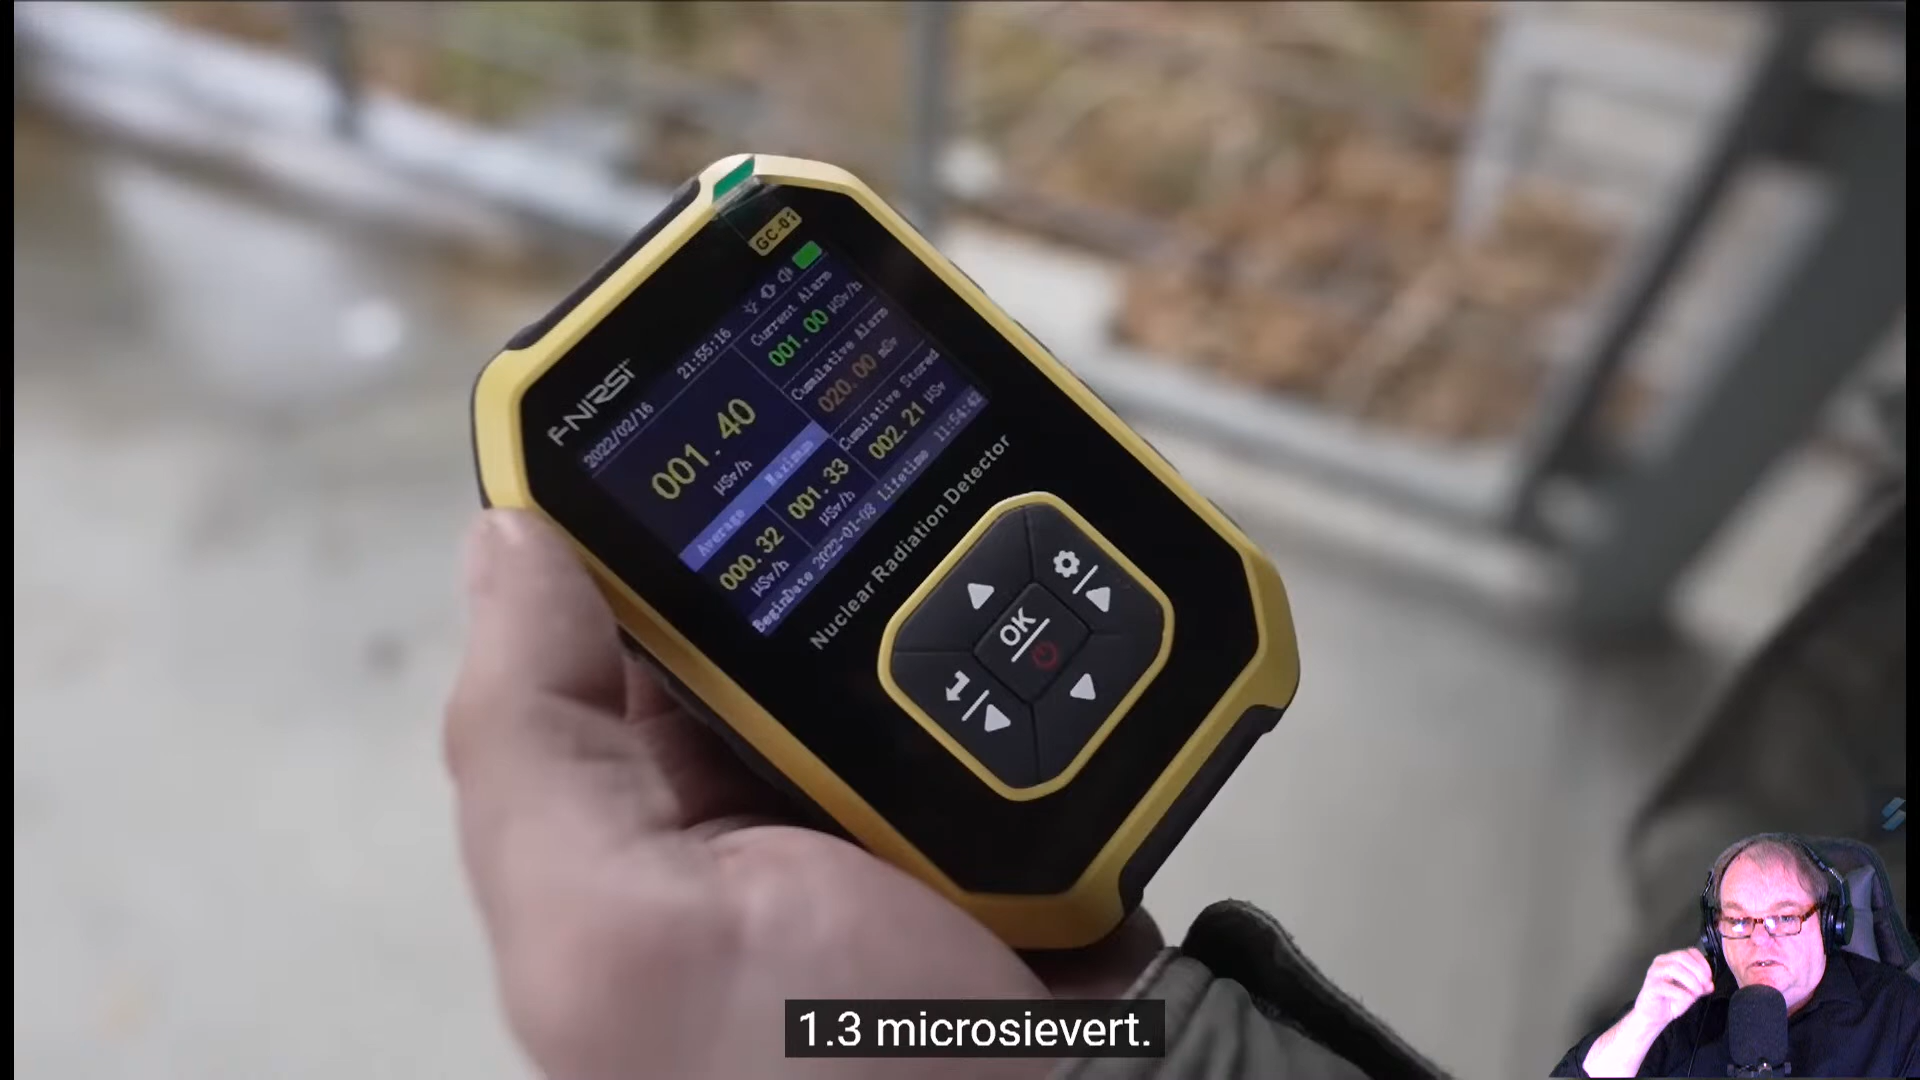 GC-01
FNIRSI
2022/02/16 21:55:16
001.40
μSv/h
Current Alarm
001.00 μSv/h
Cumulative Alarm
020.00 mSv
Cumulative Stored
002.21 μSv
Average Maximum
000.32
μSv/h
001.33
μSv/h
BeginDate 2022-01-08 Lifetime 11:54:42
Nuclear Radiation Detector
OK
1.3 microsievert.